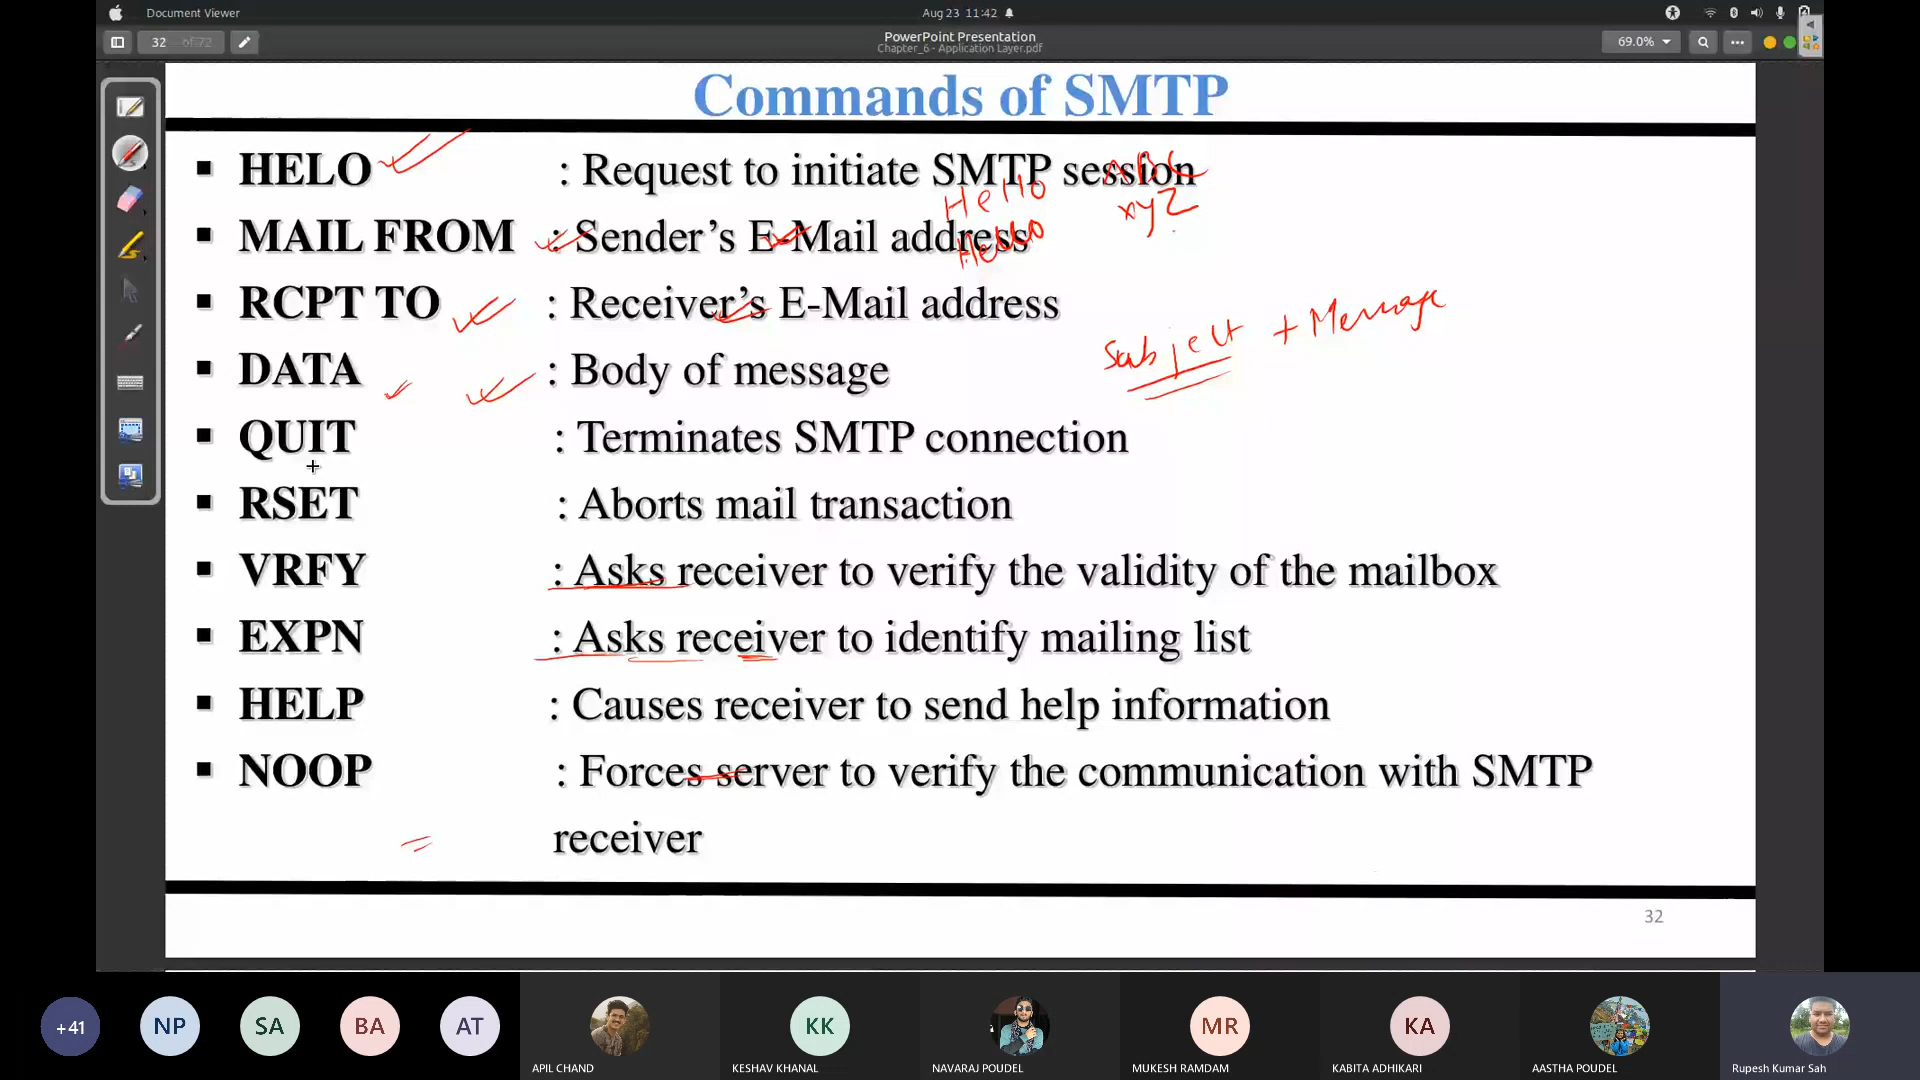 Document Viewer
Aug 23 11:42
32 of 72
PowerPoint Presentation
Chapter_6 - Application Layer.pdf
69.0%
Commands of SMTP
▪ HELO : Request to initiate SMTP session
ABC
Hello xyz
▪ MAIL FROM : Sender's E-Mail address
Hello
▪ RCPT TO : Receiver's E-Mail address
Subject + Message
▪ DATA : Body of message
▪ QUIT : Terminates SMTP connection
▪ RSET : Aborts mail transaction
▪ VRFY : Asks receiver to verify the validity of the mailbox
▪ EXPN : Asks receiver to identify mailing list
▪ HELP : Causes receiver to send help information
▪ NOOP : Forces server to verify the communication with SMTP
receiver
32
+41 NP SA BA AT KK MR KA
APIL CHAND KESHAV KHANAL NAVARAJ POUDEL MUKESH RAMDAM KABITA ADHIKARI AASTHA POUDEL Rupesh Kumar Sah